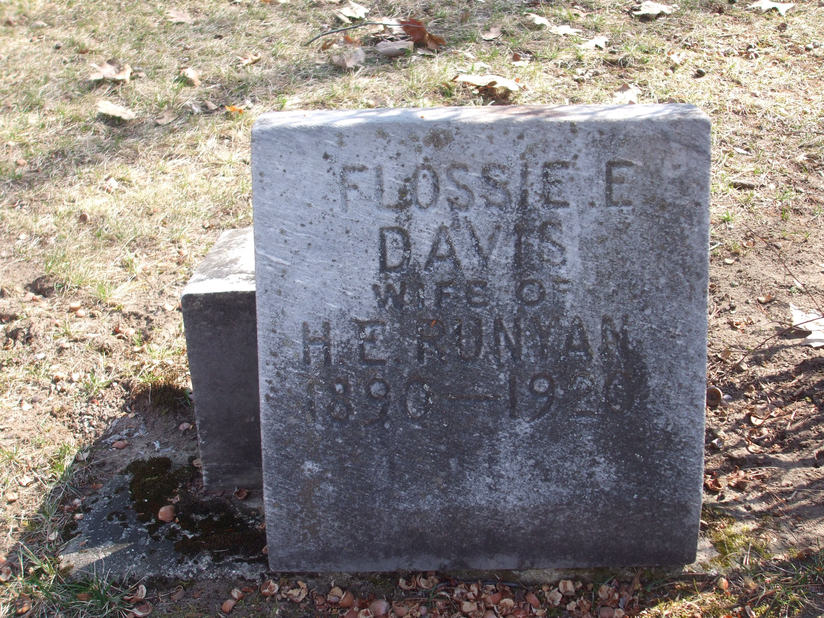 FLOSSIE E
DAVIS
WIFE OF
H.E. RUNYAN
1890–1920